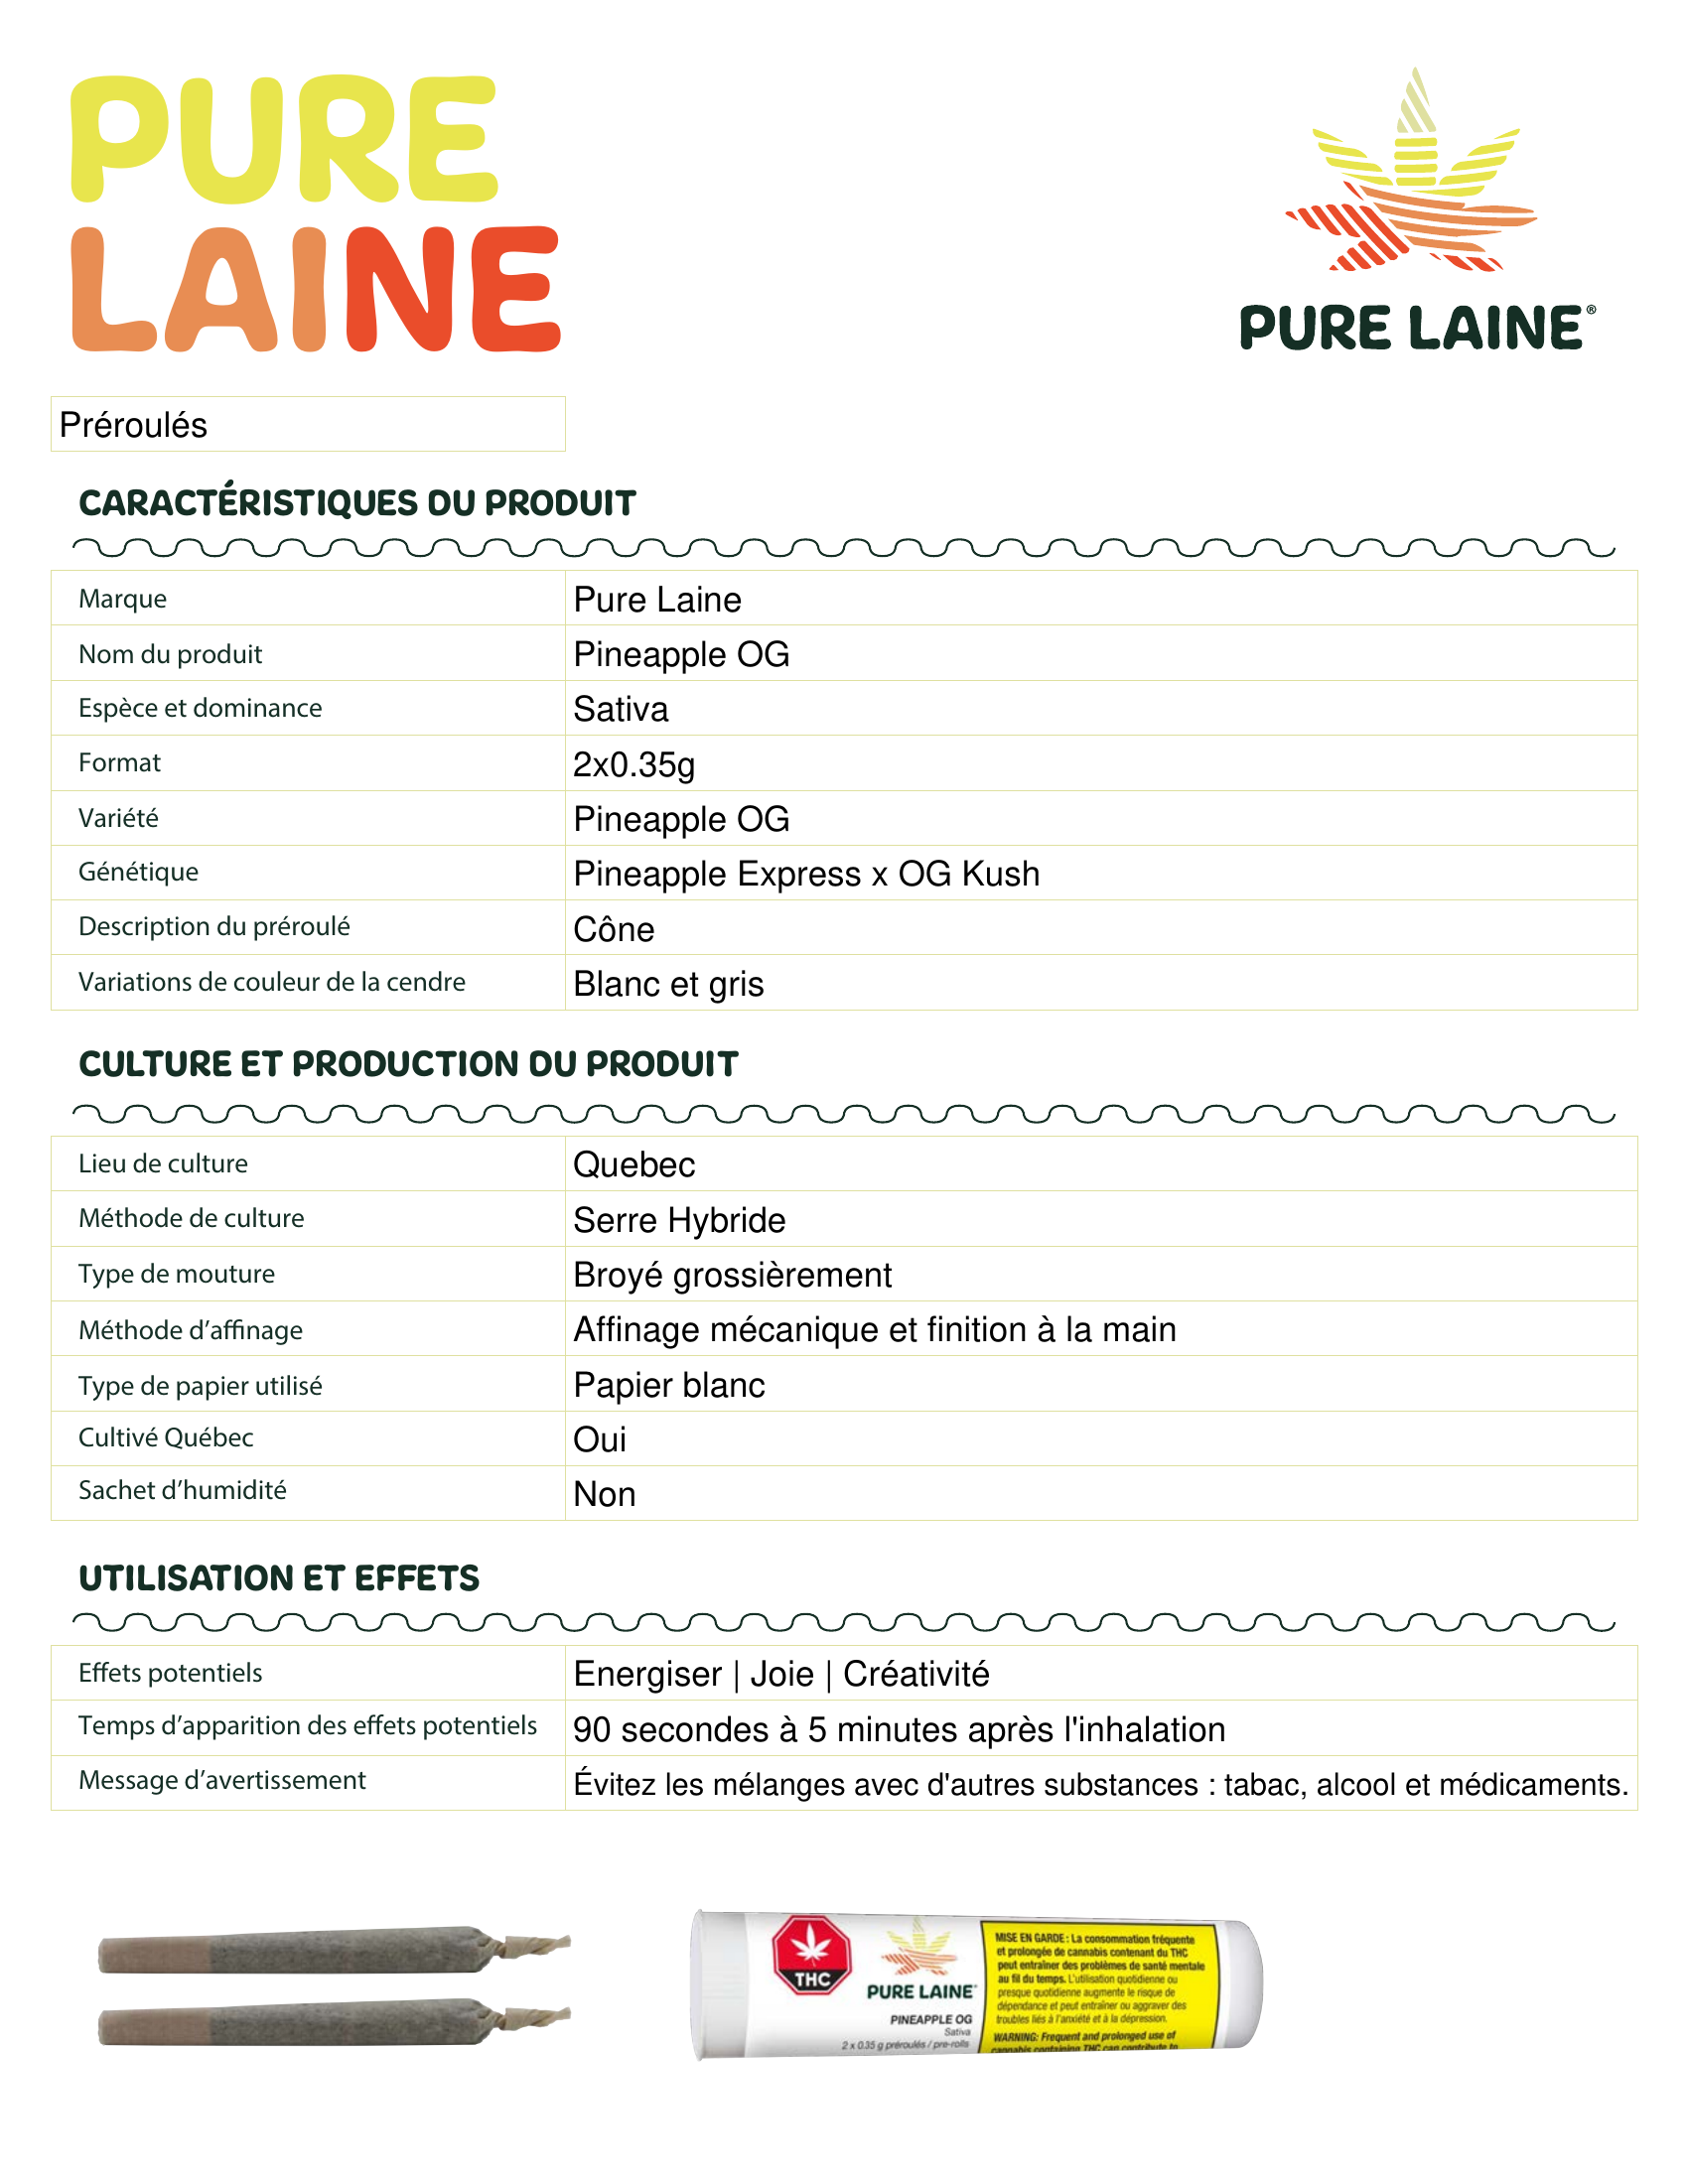 PURE
LAINE
PURE LAINE®
Préroulés
CARACTÉRISTIQUES DU PRODUIT
Marque Pure Laine
Nom du produit Pineapple OG
Espèce et dominance Sativa
Format 2x0.35g
Variété Pineapple OG
Génétique Pineapple Express x OG Kush
Description du préroulé Cône
Variations de couleur de la cendre Blanc et gris
CULTURE ET PRODUCTION DU PRODUIT
Lieu de culture Quebec
Méthode de culture Serre Hybride
Type de mouture Broyé grossièrement
Méthode d’affinage Affinage mécanique et finition à la main
Type de papier utilisé Papier blanc
Cultivé Québec Oui
Sachet d’humidité Non
UTILISATION ET EFFETS
Effets potentiels Energiser | Joie | Créativité
Temps d’apparition des effets potentiels 90 secondes à 5 minutes après l'inhalation
Message d’avertissement Évitez les mélanges avec d'autres substances : tabac, alcool et médicaments.
THC
PURE LAINE
PINEAPPLE OG
Sativa
2 x 0.35 g préroulés / pre-rolls
MISE EN GARDE : La consommation fréquente
et prolongée de cannabis contenant du THC
peut entraîner des problèmes de santé mentale
au fil du temps. L'utilisation quotidienne ou
presque quotidienne augmente le risque de
dépendance et peut entraîner ou aggraver des
troubles liés à l'anxiété et à la dépression.
WARNING: Frequent and prolonged use of
cannabis containing THC can contribute to